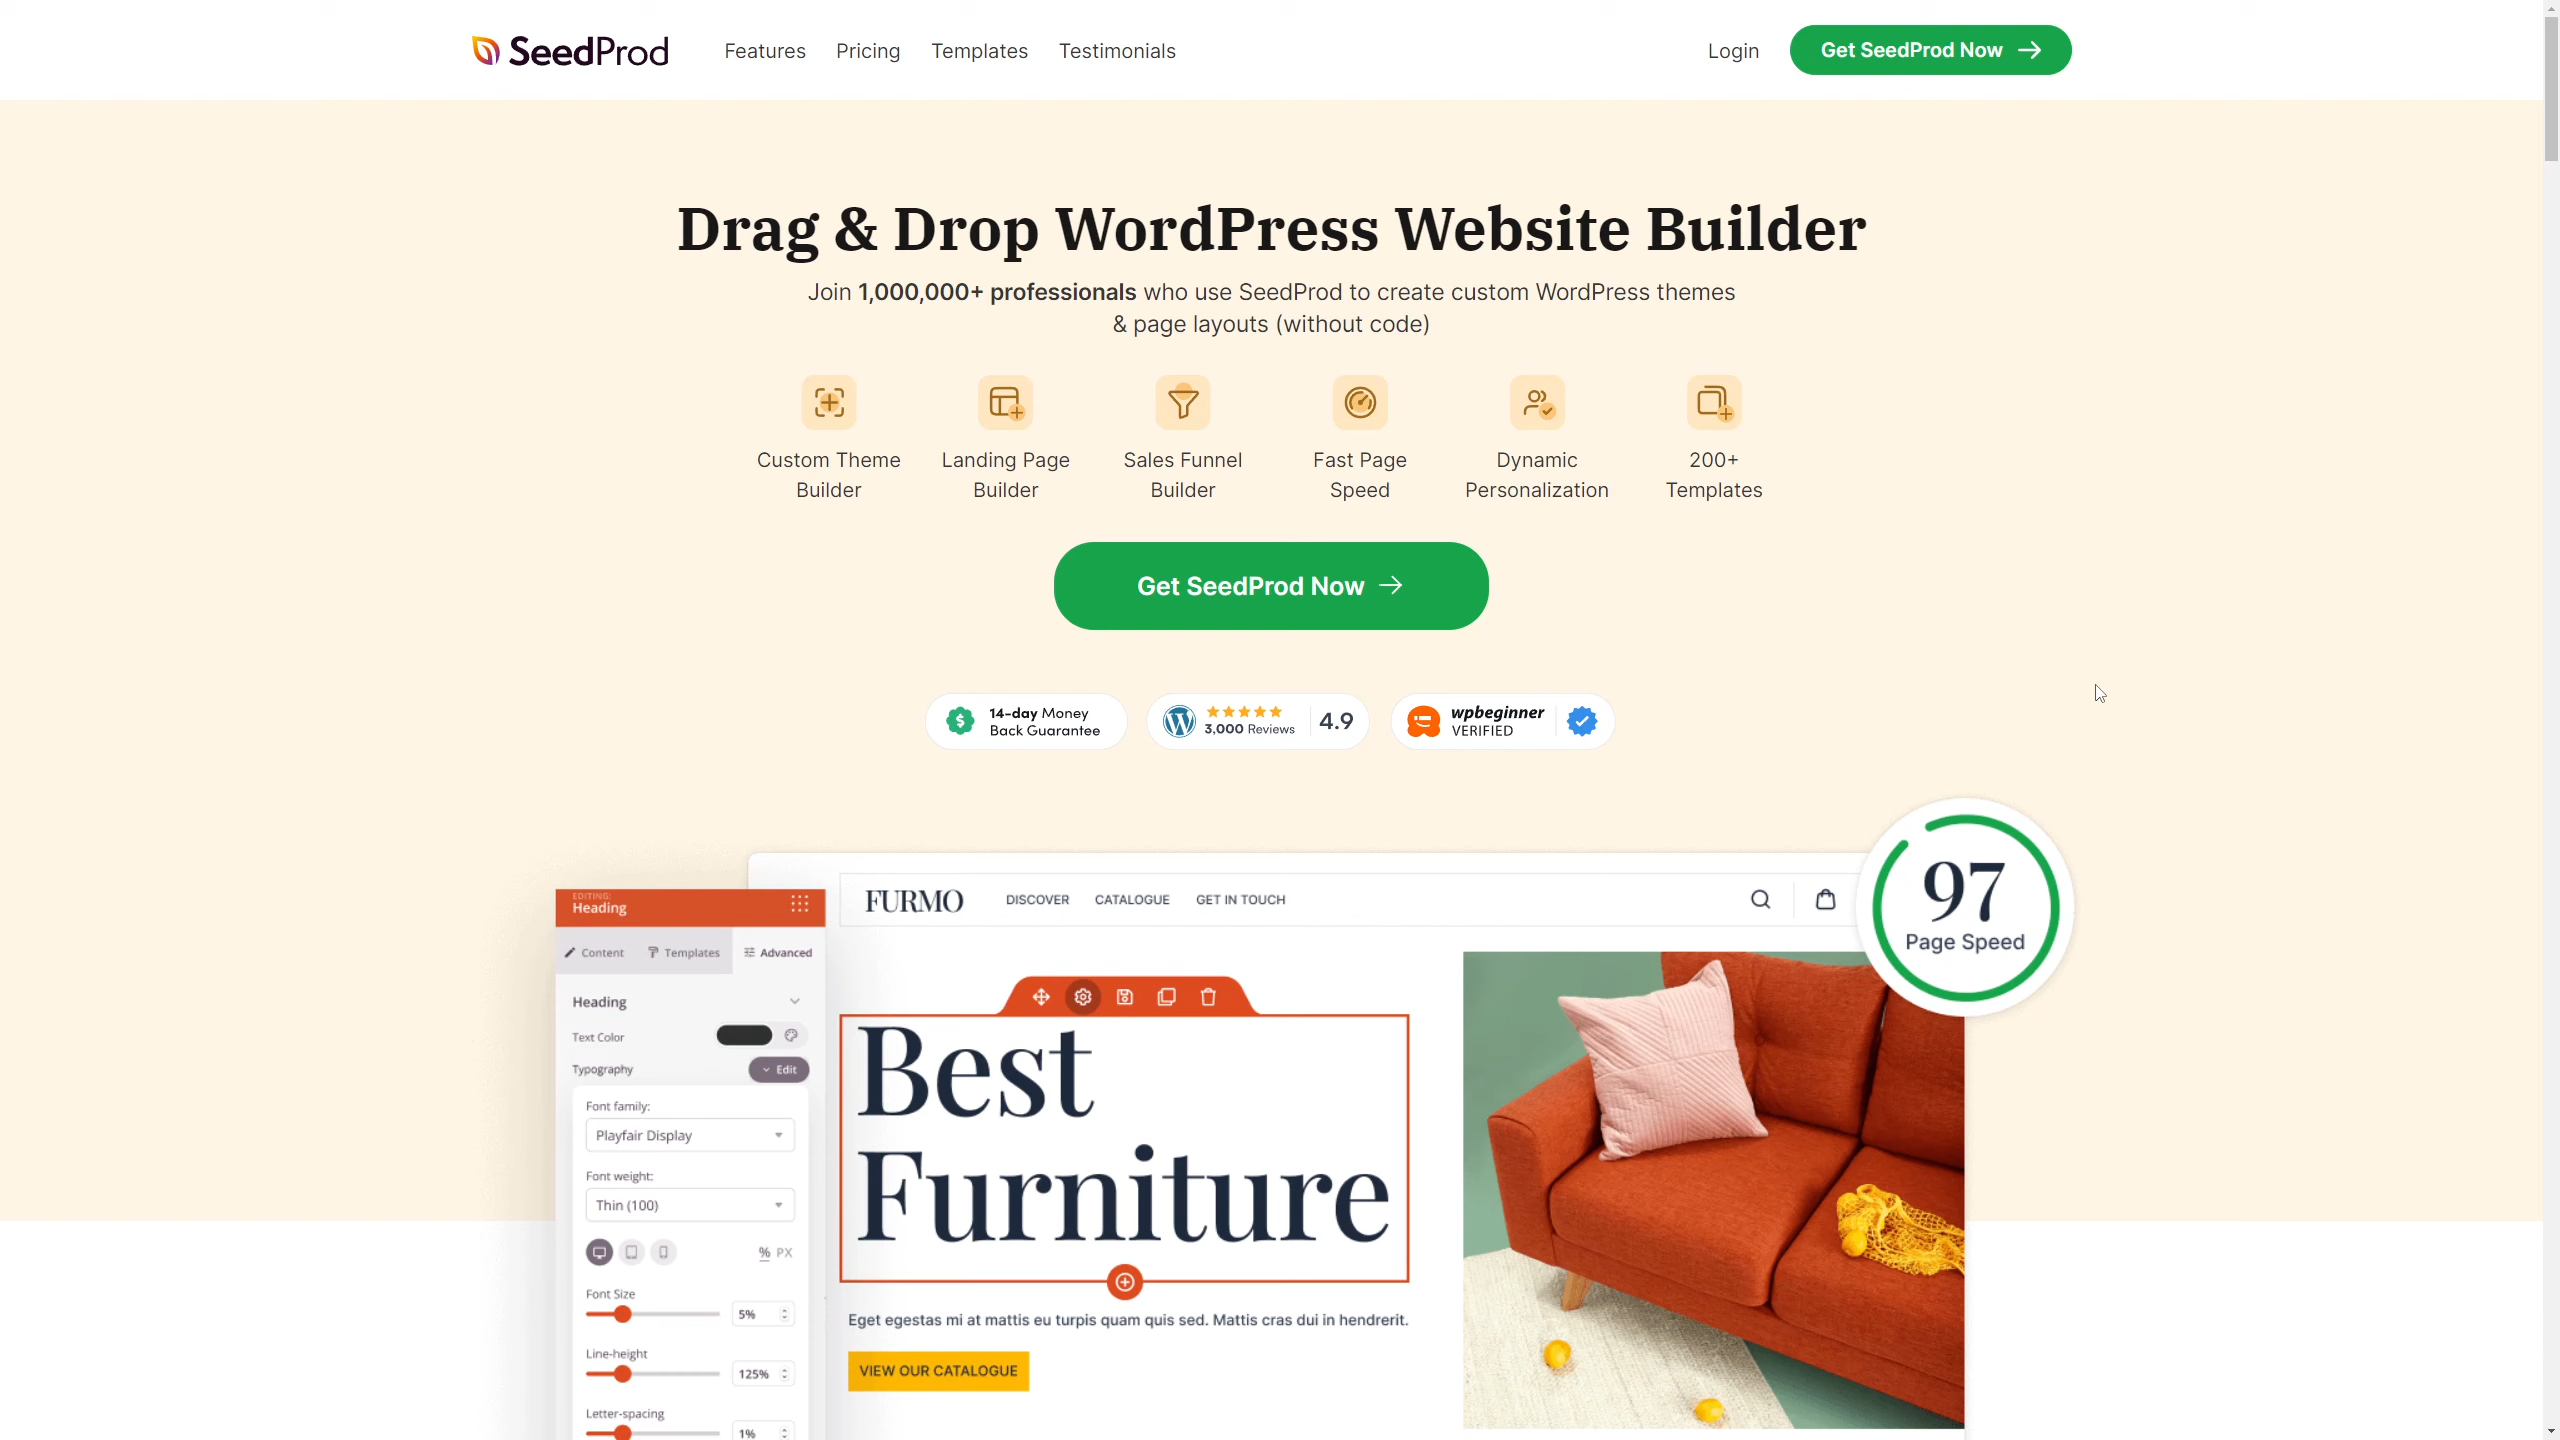 SeedProd
Features Pricing Templates Testimonials
Login
Get SeedProd Now
Drag & Drop WordPress Website Builder
Join 1,000,000+ professionals who use SeedProd to create custom WordPress themes
& page layouts (without code)
Custom Theme
Builder
Landing Page
Builder
Sales Funnel
Builder
Fast Page
Speed
Dynamic
Personalization
200+
Templates
Get SeedProd Now
14-day Money
Back Guarantee
3,000 Reviews
4.9
wpbeginner
VERIFIED
97
Page Speed
EDITING:
Heading
Content Templates Advanced
Heading
Text Color
Typography
Edit
Font family:
Playfair Display
Font weight:
Thin (100)
% PX
Font Size
5%
Line-height
125%
Letter-spacing
1%
FURMO
DISCOVER CATALOGUE GET IN TOUCH
Best
Furniture
Eget egestas mi at mattis eu turpis quam quis sed. Mattis cras dui in hendrerit.
VIEW OUR CATALOGUE